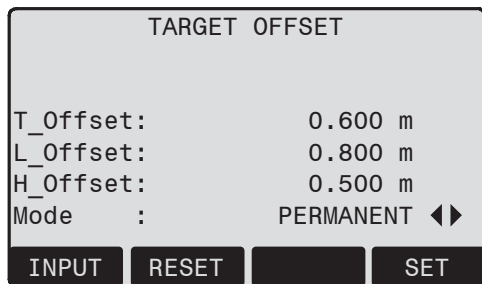 TARGET OFFSET
T_Offset: 0.600 m
L_Offset: 0.800 m
H_Offset: 0.500 m
Mode : PERMANENT
INPUT RESET SET